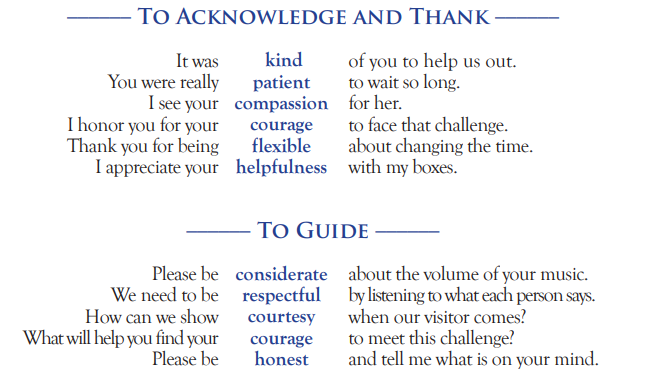 TO ACKNOWLEDGE AND THANK
It was kind of you to help us out.
You were really patient to wait so long.
I see your compassion for her.
I honor you for your courage to face that challenge.
Thank you for being flexible about changing the time.
I appreciate your helpfulness with my boxes.
TO GUIDE
Please be considerate about the volume of your music.
We need to be respectful by listening to what each person says.
How can we show courtesy when our visitor comes?
What will help you find your courage to meet this challenge?
Please be honest and tell me what is on your mind.